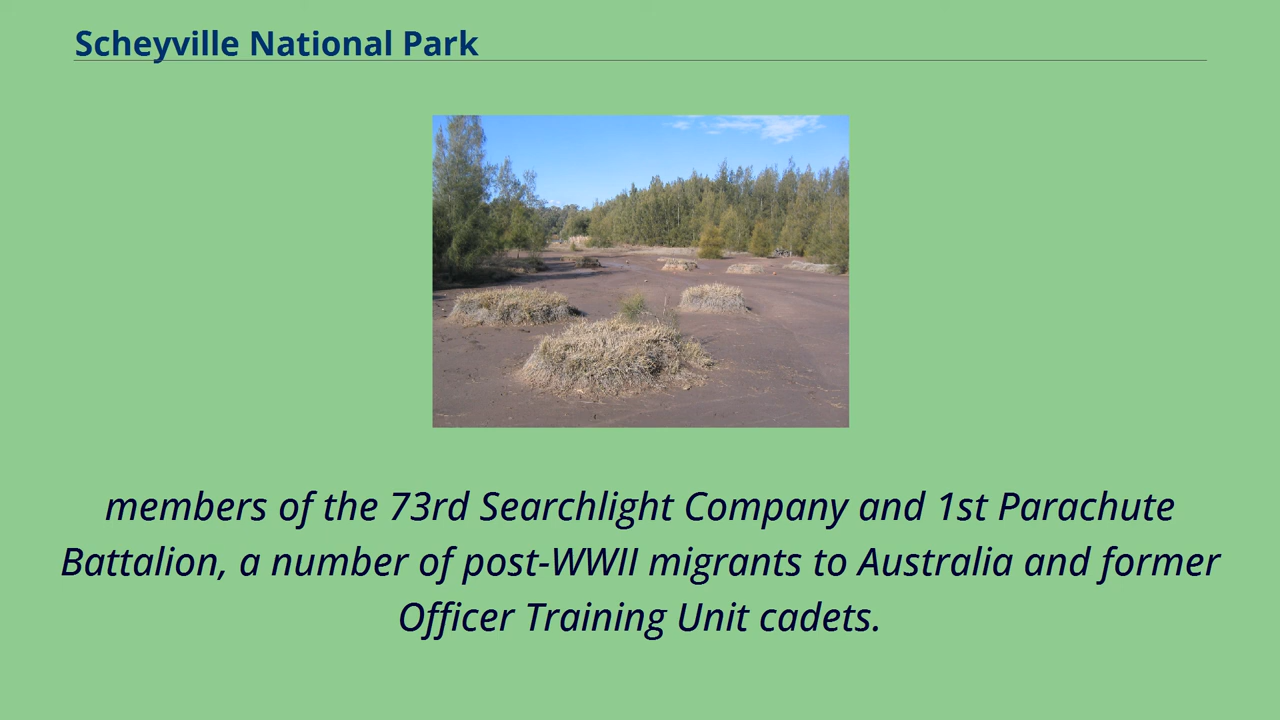 Scheyville National Park
members of the 73rd Searchlight Company and 1st Parachute
Battalion, a number of post-WWII migrants to Australia and former
Officer Training Unit cadets.